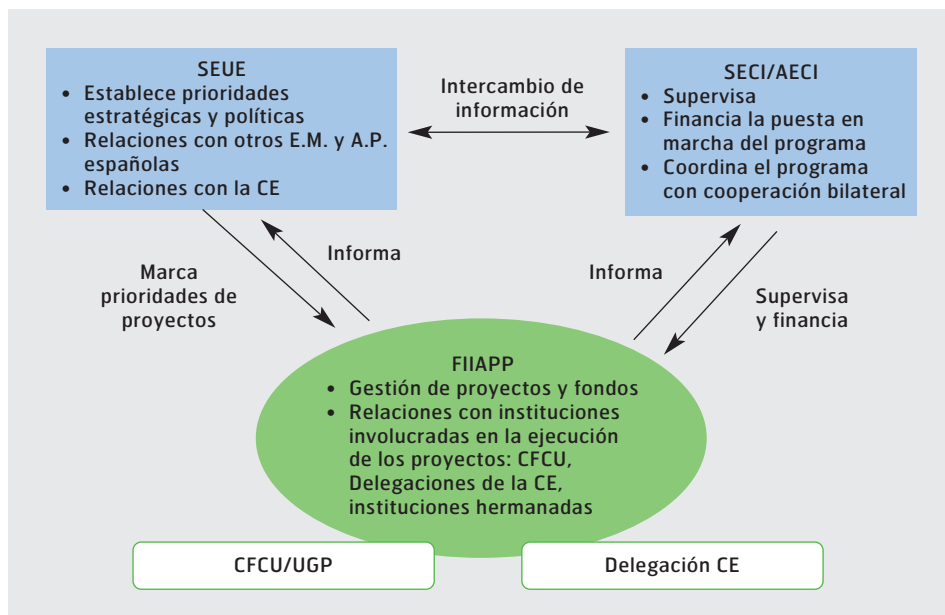 SEUE
• Establece prioridades
estratégicas y políticas
• Relaciones con otros E.M. y A.P.
españolas
• Relaciones con la CE
Intercambio de
información
SECI/AECI
• Supervisa
• Financia la puesta en
marcha del programa
• Coordina el programa
con cooperación bilateral
Marca
prioridades de
proyectos
Informa
Informa
Supervisa
y financia
FIIAPP
• Gestión de proyectos y fondos
• Relaciones con instituciones
involucradas en la ejecución
de los proyectos: CFCU,
Delegaciones de la CE,
instituciones hermanadas
CFCU/UGP
Delegación CE